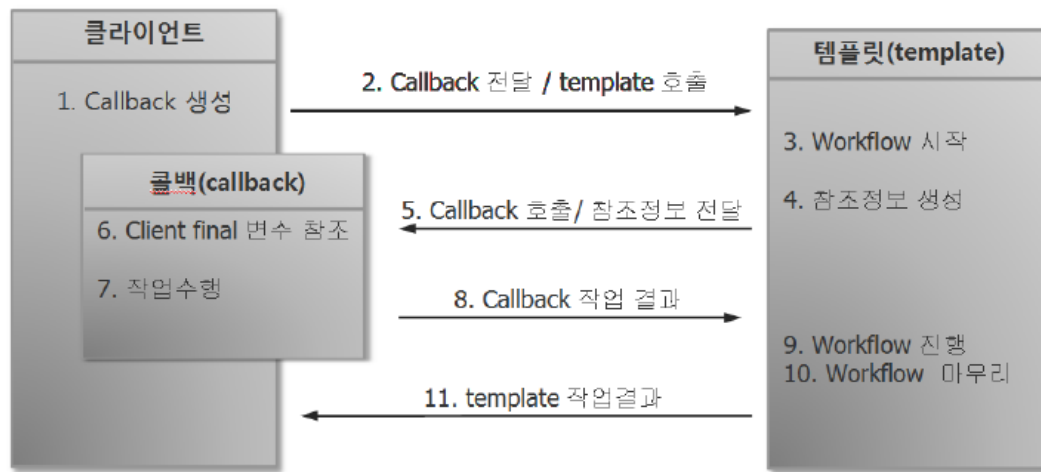 클라이언트
1. Callback 생성
콜백(callback)
6. Client final 변수 참조
7. 작업수행
2. Callback 전달 / template 호출
5. Callback 호출/ 참조정보 전달
8. Callback 작업 결과
11. template 작업결과
템플릿(template)
3. Workflow 시작
4. 참조정보 생성
9. Workflow 진행
10. Workflow 마무리